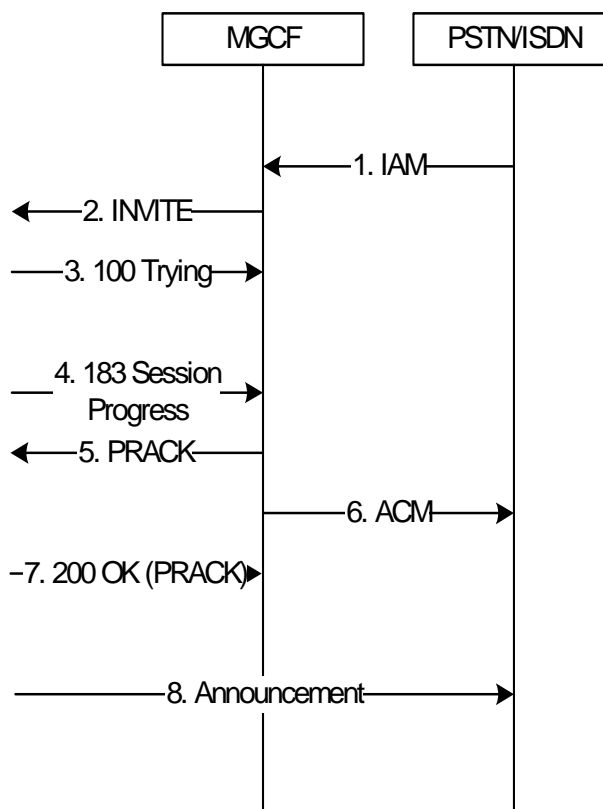 MGCF
PSTN/ISDN
1. IAM
2. INVITE
3. 100 Trying
4. 183 Session
Progress
5. PRACK
6. ACM
7. 200 OK (PRACK)
8. Announcement